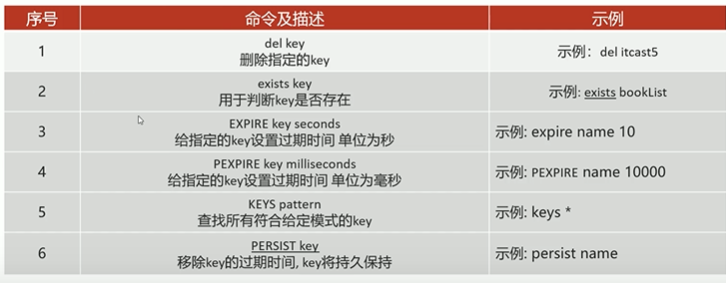 序号 命令及描述 示例
1 del key 示例：del itcast5
删除指定的key
2 exists key 示例: exists bookList
用于判断key是否存在
3 EXPIRE key seconds 示例: expire name 10
给指定的key设置过期时间 单位为秒
4 PEXPIRE key milliseconds 示例: PEXPIRE name 10000
给指定的key设置过期时间 单位为毫秒
5 KEYS pattern 示例: keys *
查找所有符合给定模式的key
6 PERSIST key 示例: persist name
移除key的过期时间, key将持久保持